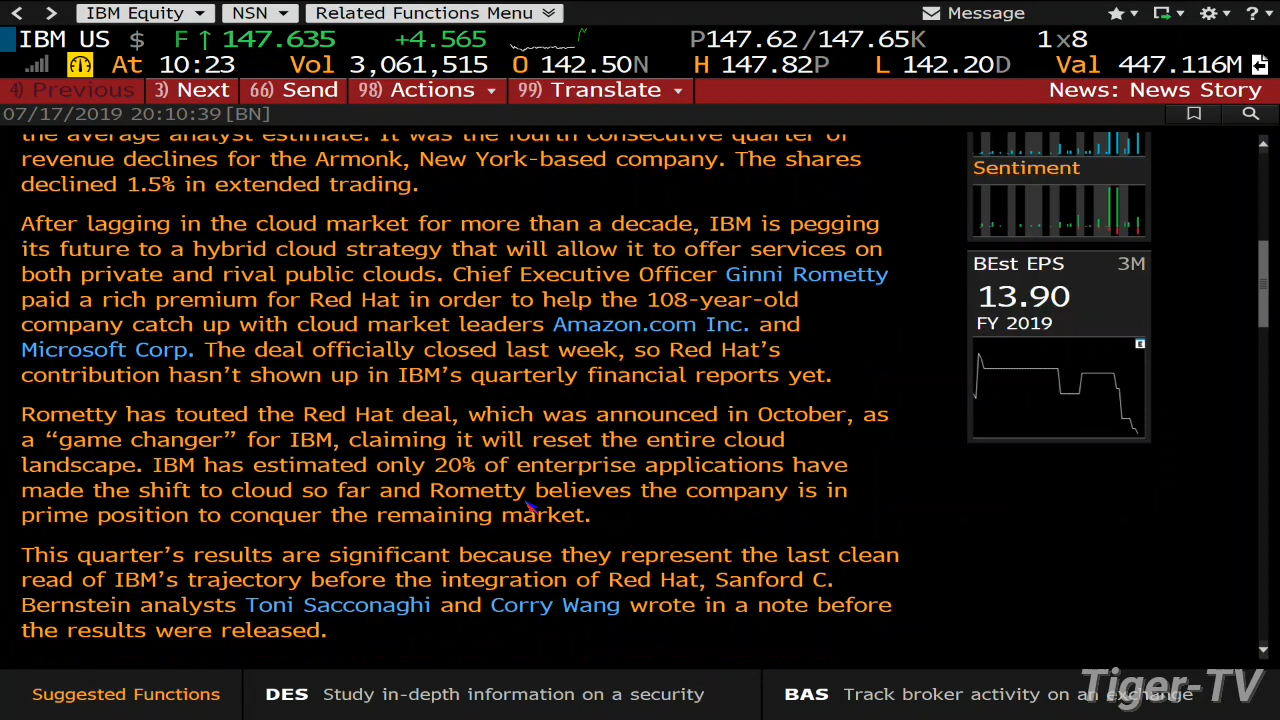 IBM Equity NSN Related Functions Menu Message
IBM US $ F ↑ 147.635 +4.565 P147.62/147.65K 1x8
At 10:23 Vol 3,061,515 O 142.50N H 147.82P L 142.20D Val 447.116M
4) Previous 3) Next 66) Send 98) Actions 99) Translate News: News Story
07/17/2019 20:10:39 [BN]
the average analyst estimate. It was the fourth consecutive quarter of
revenue declines for the Armonk, New York-based company. The shares
declined 1.5% in extended trading.
After lagging in the cloud market for more than a decade, IBM is pegging
its future to a hybrid cloud strategy that will allow it to offer services on
both private and rival public clouds. Chief Executive Officer Ginni Rometty
paid a rich premium for Red Hat in order to help the 108-year-old
company catch up with cloud market leaders Amazon.com Inc. and
Microsoft Corp. The deal officially closed last week, so Red Hat's
contribution hasn't shown up in IBM's quarterly financial reports yet.
Rometty has touted the Red Hat deal, which was announced in October, as
a “game changer” for IBM, claiming it will reset the entire cloud
landscape. IBM has estimated only 20% of enterprise applications have
made the shift to cloud so far and Rometty believes the company is in
prime position to conquer the remaining market.
This quarter's results are significant because they represent the last clean
read of IBM's trajectory before the integration of Red Hat, Sanford C.
Bernstein analysts Toni Sacconaghi and Corry Wang wrote in a note before
the results were released.
Sentiment
BEst EPS 3M
13.90
FY 2019
Suggested Functions DES Study in-depth information on a security BAS Track broker activity on an exchange
Tiger-TV